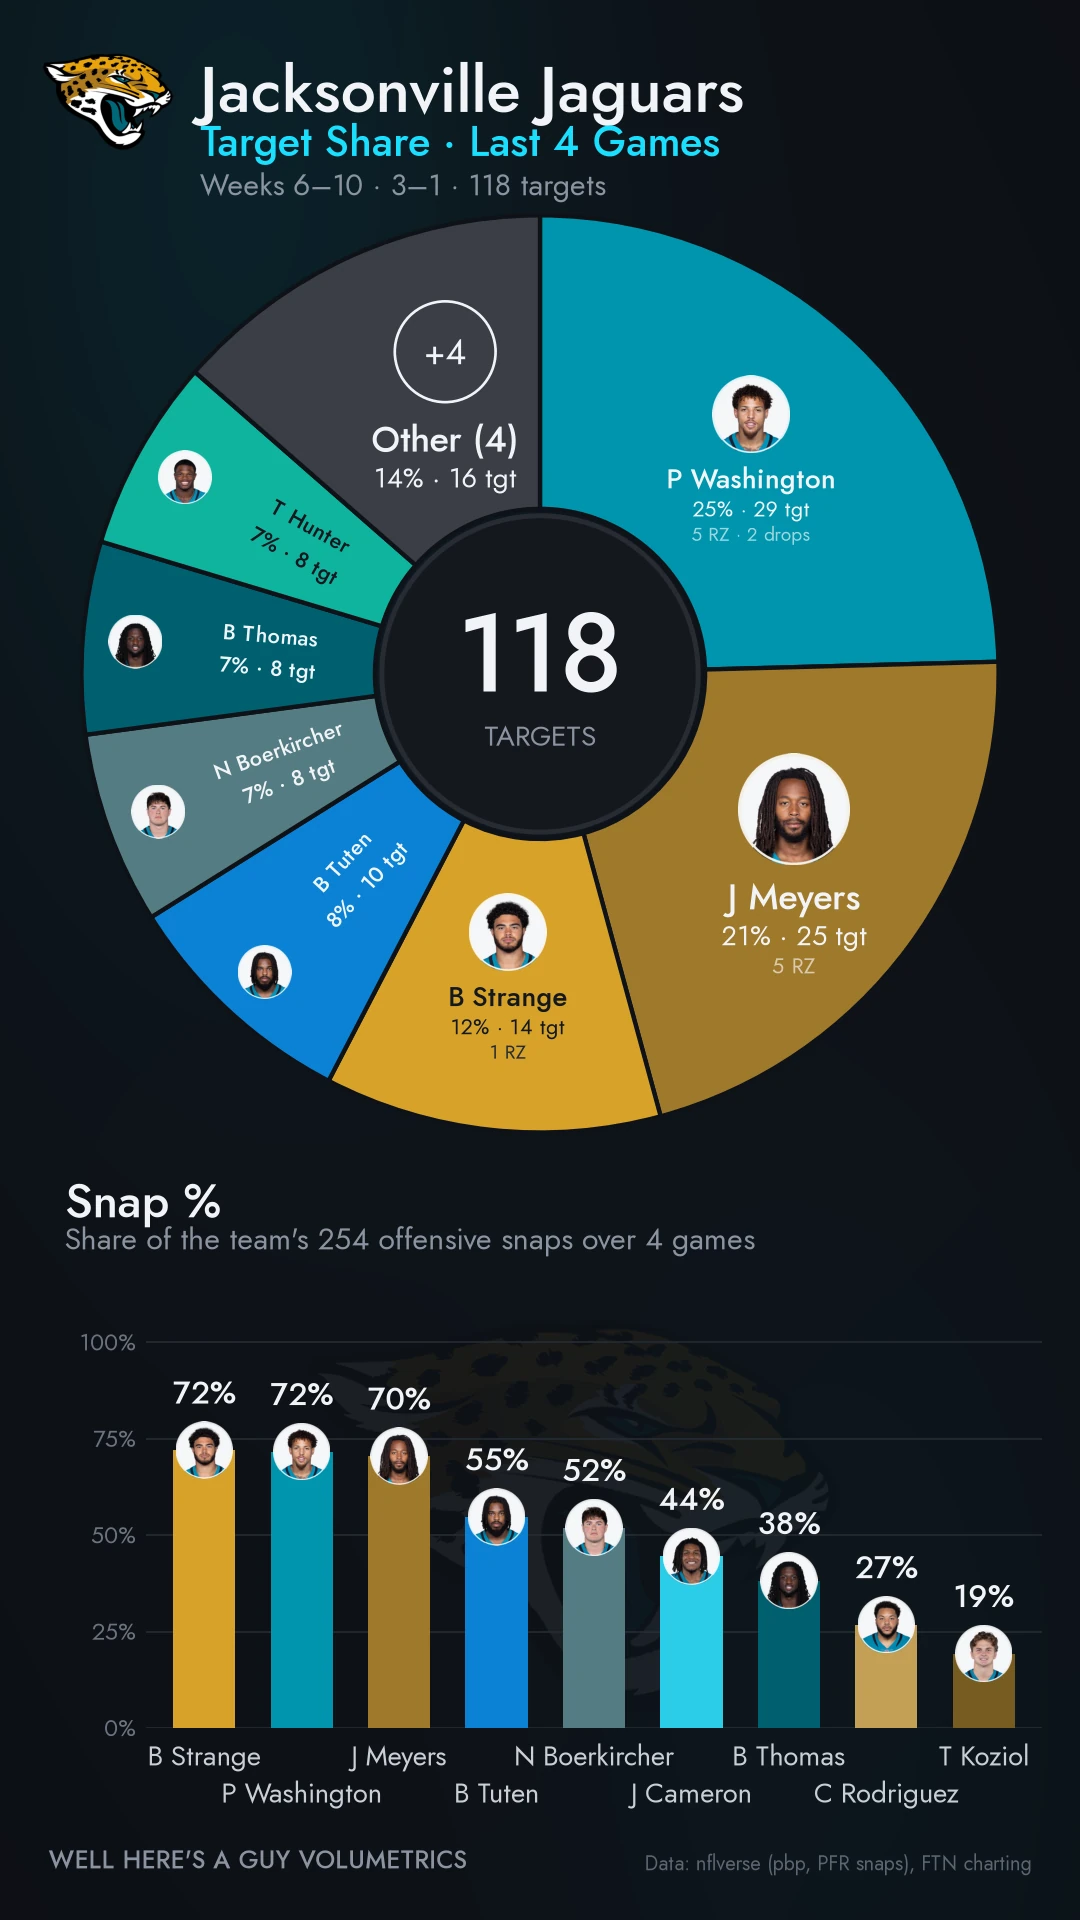 Jacksonville Jaguars
Target Share · Last 4 Games
Weeks 6–10 · 3–1 · 118 targets
+4
Other (4)
14% · 16 tgt
P Washington
25% · 29 tgt
5 RZ · 2 drops
T Hunter
7% · 8 tgt
B Thomas
7% · 8 tgt
N Boerkircher
7% · 8 tgt
B Tuten
8% · 10 tgt
B Strange
12% · 14 tgt
1 RZ
J Meyers
21% · 25 tgt
5 RZ
118
TARGETS
Snap %
Share of the team's 254 offensive snaps over 4 games
100%
75%
50%
25%
0%
72%
72%
70%
55%
52%
44%
38%
27%
19%
B Strange
P Washington
J Meyers
B Tuten
N Boerkircher
J Cameron
B Thomas
C Rodriguez
T Koziol
WELL HERE'S A GUY VOLUMETRICS
Data: nflverse (pbp, PFR snaps), FTN charting